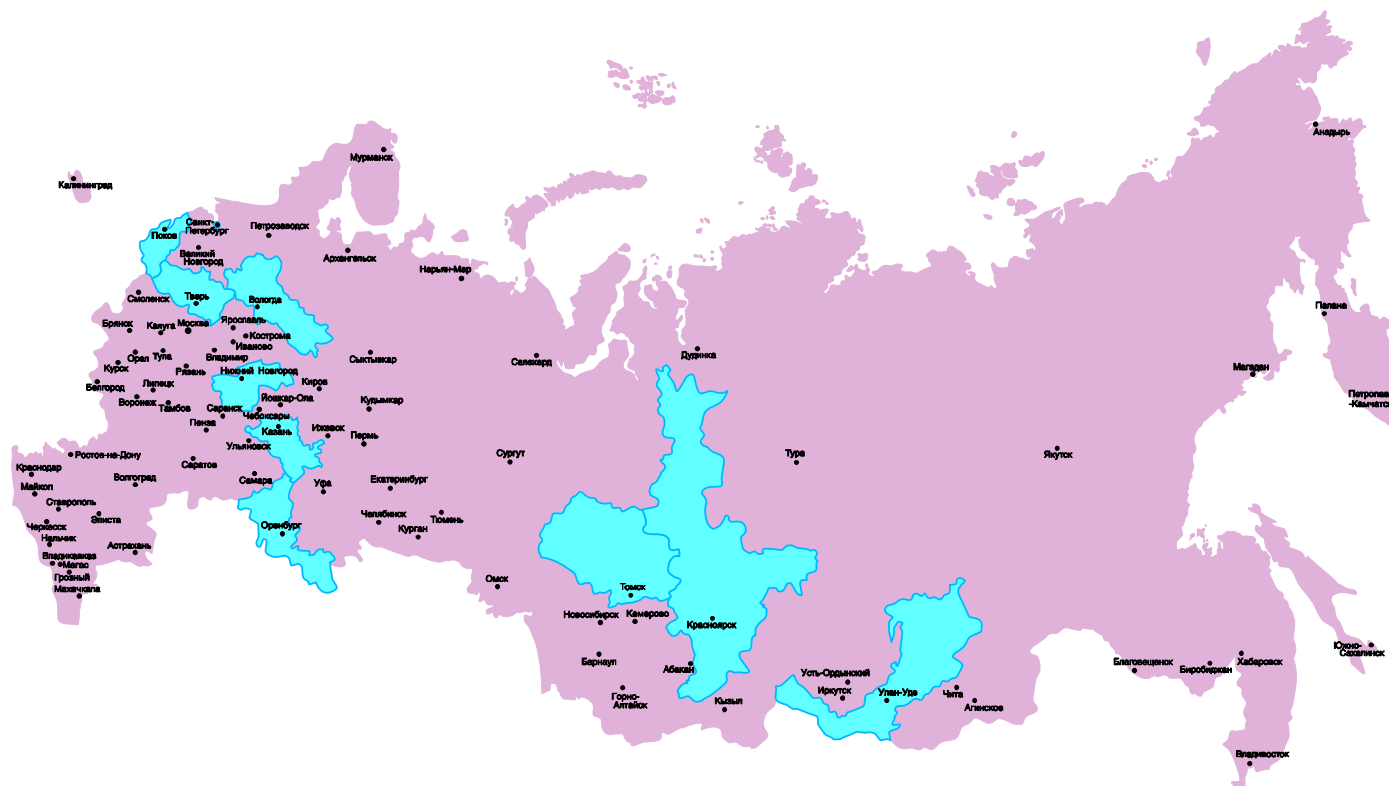 Анадырь
Мурманск
Калининград
Санкт-
Петербург
Псков
Петрозаводск
Великий
Новгород
Архангельск
Нарьян-Мар
Смоленск
Тверь
Вологда
Палана
Брянск
Калуга
Москва
Ярославль
Кострома
Иваново
Орел
Тула
Владимир
Сыктывкар
Салехард
Дудинка
Курск
Рязань
Нижний Новгород
Магадан
Белгород
Липецк
Киров
Петропав
-Камчатс
Воронеж
Тамбов
Саранск
Йошкар-Ола
Чебоксары
Кудымкар
Пенза
Казань
Ижевск
Ульяновск
Пермь
Ростов-на-Дону
Сургут
Тура
Якутск
Краснодар
Саратов
Волгоград
Самара
Уфа
Екатеринбург
Майкоп
Ставрополь
Элиста
Челябинск
Тюмень
Черкесск
Оренбург
Курган
Нальчик
Астрахань
Владикавказ
Магас
Грозный
Махачкала
Омск
Томск
Новосибирск
Кемерово
Красноярск
Южно-
Сахалинск
Барнаул
Абакан
Усть-Ордынский
Благовещенск
Биробиджан
Хабаровск
Горно-
Алтайск
Кызыл
Иркутск
Улан-Уде
Чита
Агинское
Владивосток